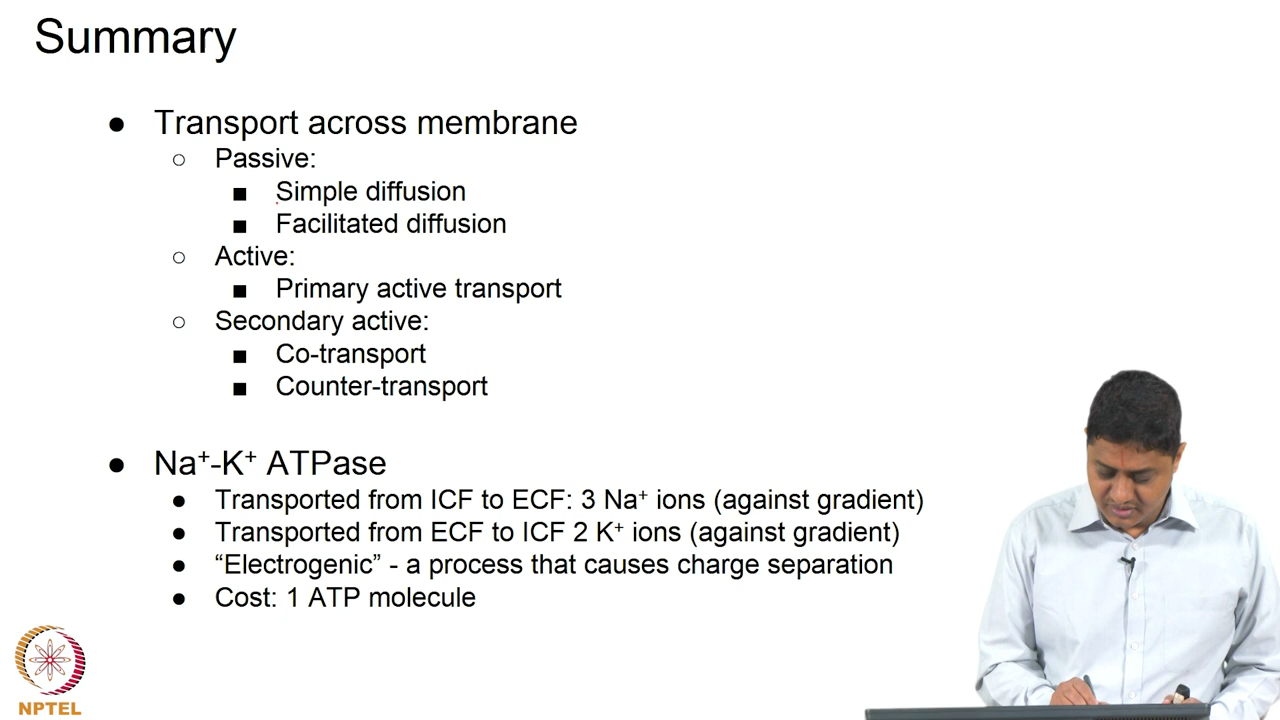 Summary
● Transport across membrane
○ Passive:
■ Simple diffusion
■ Facilitated diffusion
○ Active:
■ Primary active transport
○ Secondary active:
■ Co-transport
■ Counter-transport
● Na⁺-K⁺ ATPase
● Transported from ICF to ECF: 3 Na⁺ ions (against gradient)
● Transported from ECF to ICF 2 K⁺ ions (against gradient)
● “Electrogenic” - a process that causes charge separation
● Cost: 1 ATP molecule
NPTEL